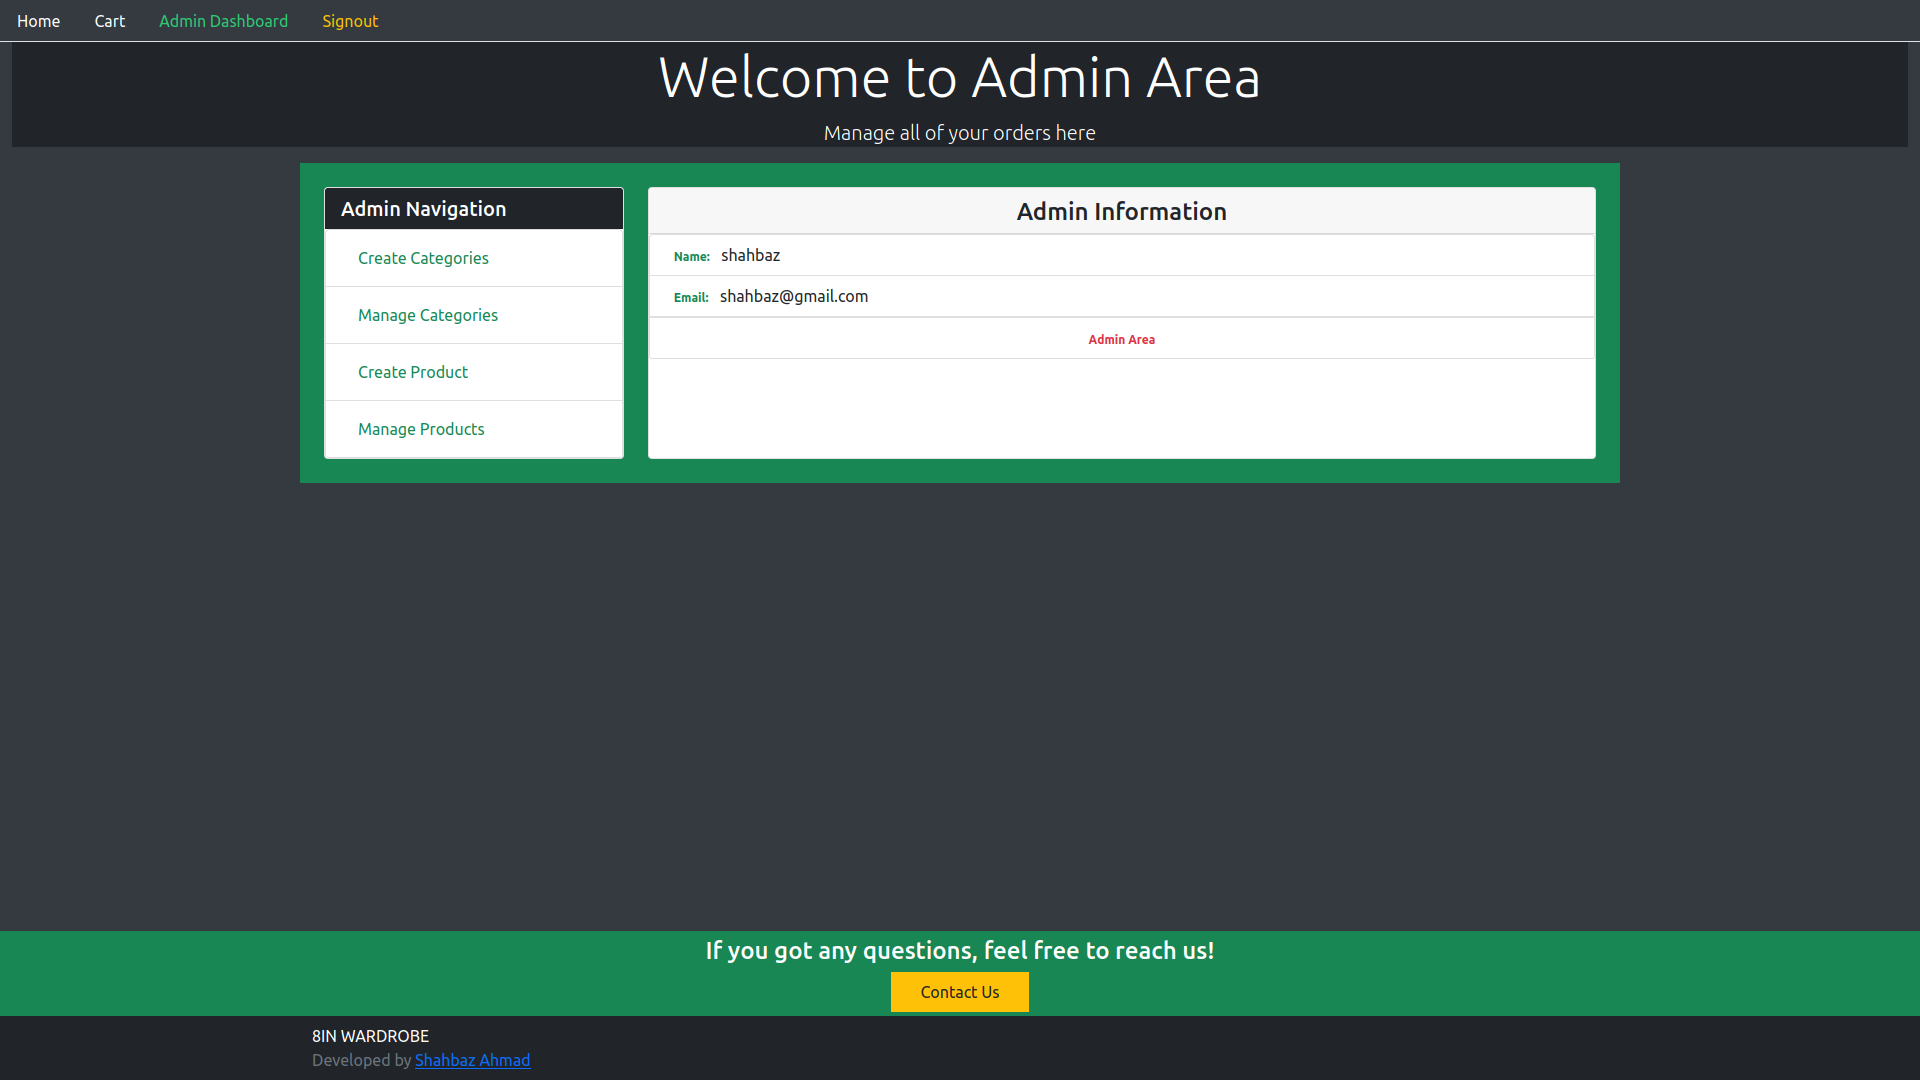 Home Cart Admin Dashboard Signout
Welcome to Admin Area
Manage all of your orders here
Admin Navigation
Create Categories
Manage Categories
Create Product
Manage Products
Admin Information
Name: shahbaz
Email: shahbaz@gmail.com
Admin Area
If you got any questions, feel free to reach us!
Contact Us
8IN WARDROBE
Developed by Shahbaz Ahmad